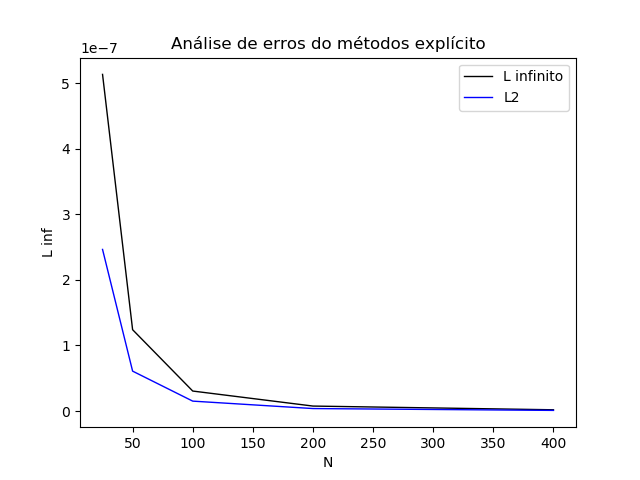 Análise de erros do métodos explícito
1e−7
L infinito
L2
5
4
3
2
1
0
L inf
50 100 150 200 250 300 350 400
N